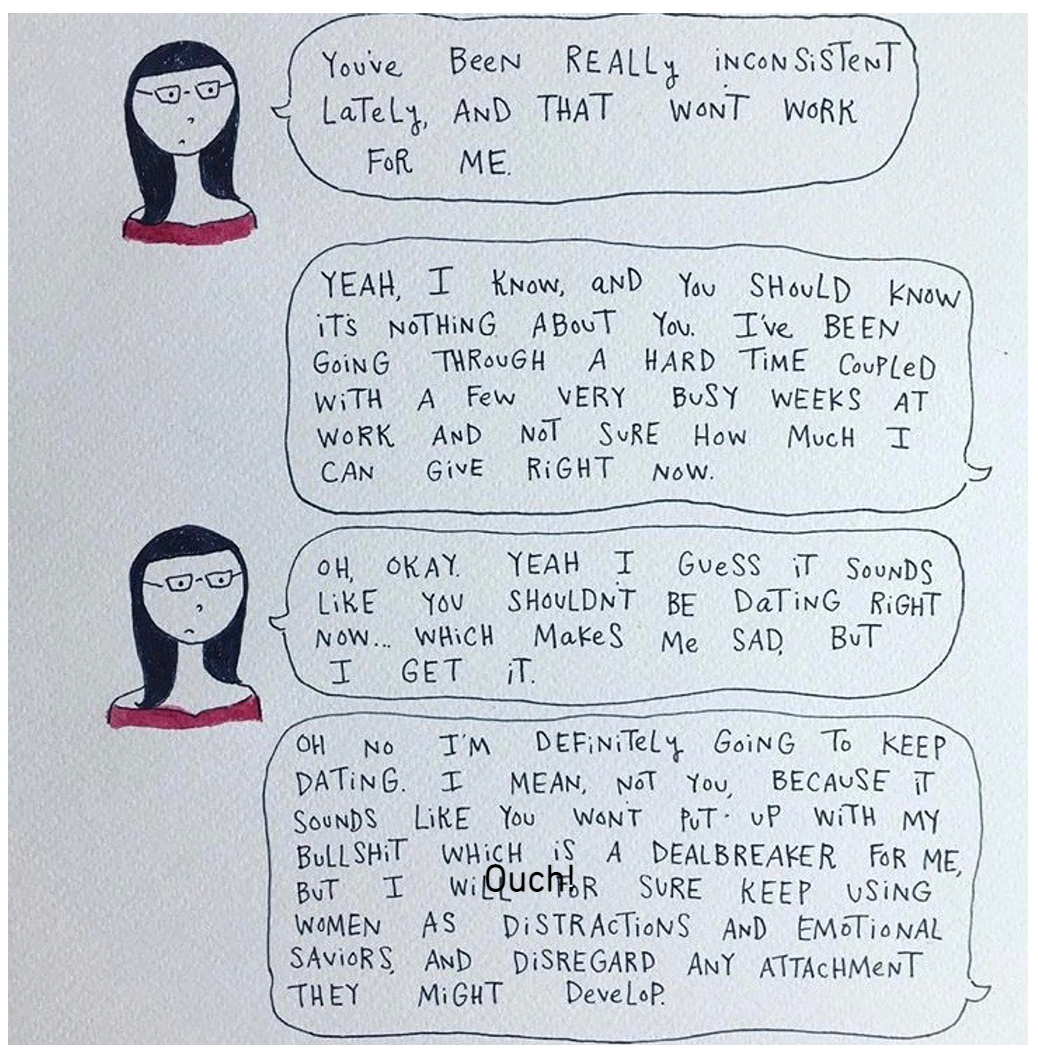 You've Been REALLy iNCONSiSTENT
LaTeLy, AND THAT WON'T WORK
FOR ME.
YEAH, I KNOW, aND YOU SHOULD KNOW
iT'S NOTHiNG ABOUT YOU. I've BEEN
GOiNG THROUGH A HARD TiME COUPLeD
WiTH A Few VERY BUSY WEEKS AT
WORK AND NOT SURE HOW MUCH I
CAN GiVE RiGHT NOW.
OH, OKAY. YEAH I GUeSS iT SOUNDS
LiKE YOU SHOULDN'T BE DaTiNG RiGHT
NOW... WHiCH MakeS Me SAD, BUT
I GET iT.
OH NO I'M DEFiNiTeLy GOiNG To KEEP
DATiNG. I MEAN, NOT YOU, BECAUSE iT
SOUNDS LiKE YOU WON'T PUT UP WiTH MY
BULLSHiT WHiCH iS A DEALBREAKER FOR ME,
BUT I WiLL FOR SURE KEEP USiNG
Ouch!
WOMEN AS DiSTRACTiONS AND EMOTiONAL
SAViORS, AND DiSREGARD ANY ATTACHMeNT
THEY MiGHT DeveLOP.